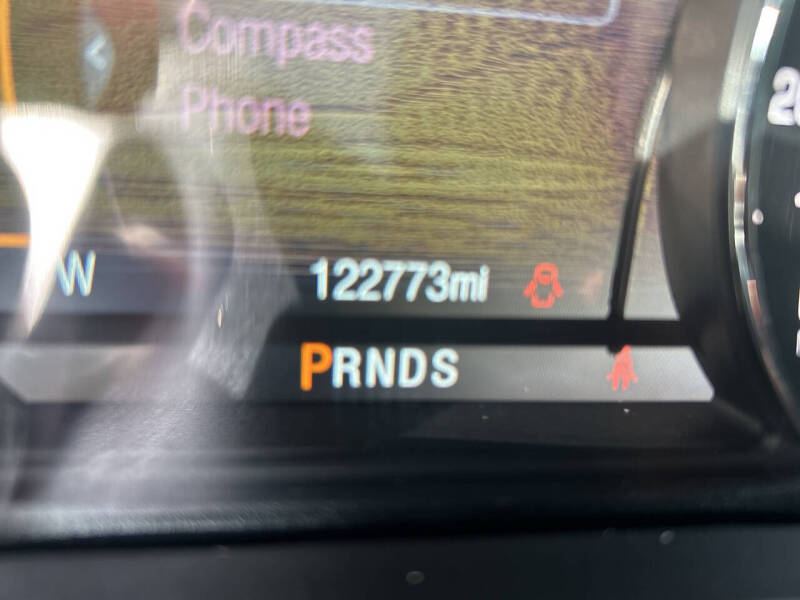 Compass
Phone
W
122773mi
PRNDS